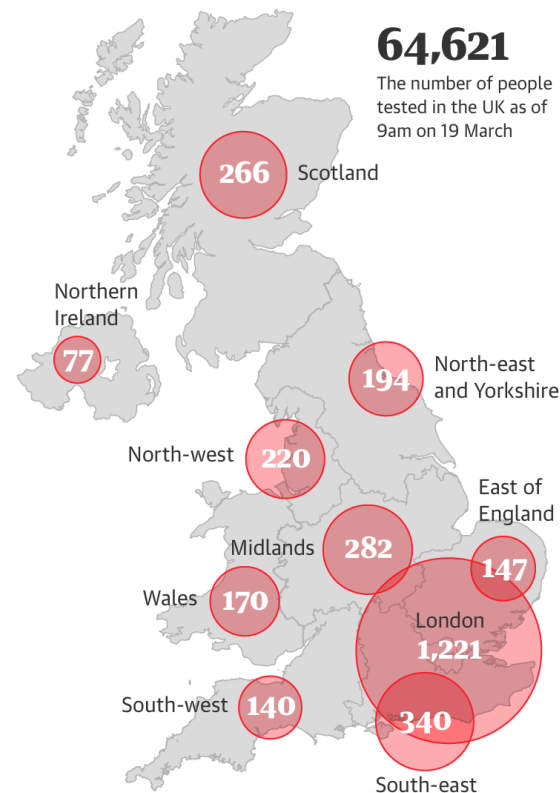 64,621
The number of people
tested in the UK as of
9am on 19 March
266
Scotland
Northern
Ireland
77
194
North-east
and Yorkshire
North-west
220
East of
England
Midlands
282
147
Wales
170
London
1,221
South-west
140
340
South-east